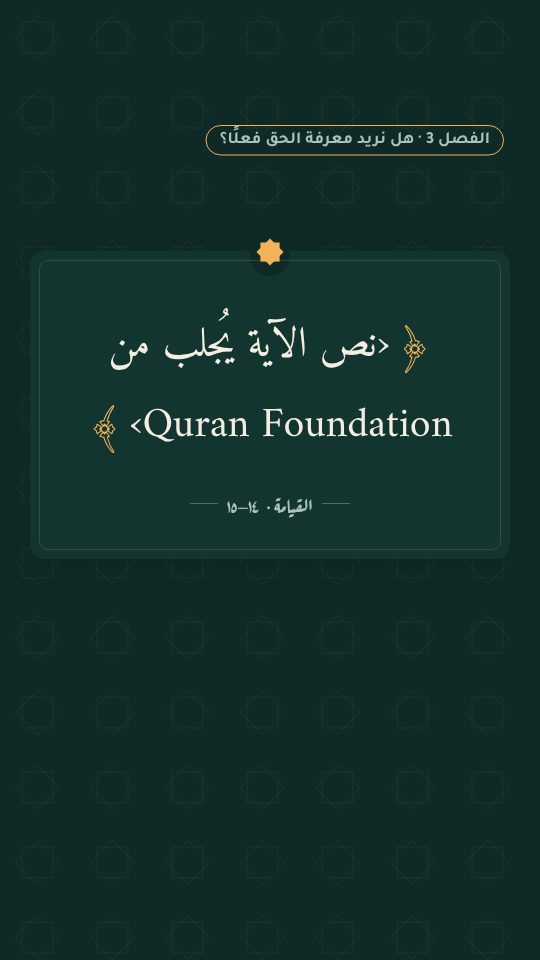 الفصل 3 · هل نريد معرفة الحق فعلًا؟
﴿ ‹نص الآية يُجلب من
Quran Foundation› ﴾
القيامة · ١٤–١٥